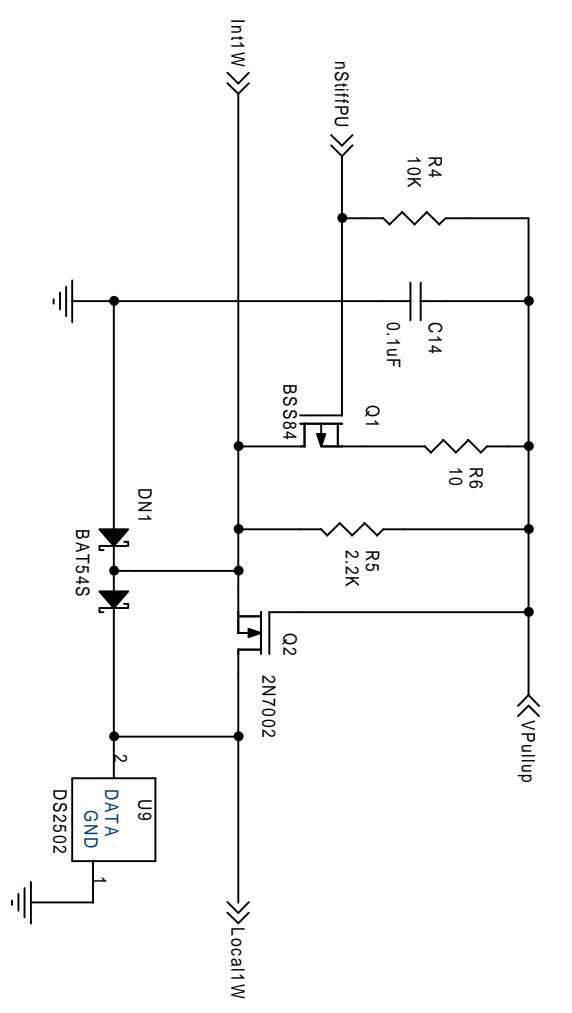 VPullup
R4
10K
C14
0.1uF
R6
10
R5
2.2K
nStiffPU
Q1
BSS84
Q2
2N7002
Int1W
Local1W
DN1
BAT54S
2
U9
DATA
GND
DS2502
1